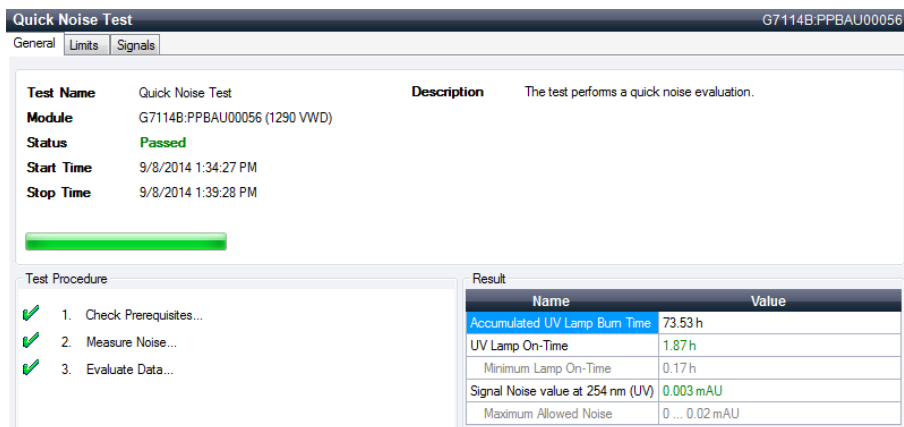 Quick Noise Test G7114B:PPBAU00056
General Limits Signals
Test Name Quick Noise Test Description The test performs a quick noise evaluation.
Module G7114B:PPBAU00056 (1290 VWD)
Status Passed
Start Time 9/8/2014 1:34:27 PM
Stop Time 9/8/2014 1:39:28 PM
Test Procedure
1. Check Prerequisites...
2. Measure Noise...
3. Evaluate Data...
Result
Name Value
Accumulated UV Lamp Burn Time 73.53 h
UV Lamp On-Time 1.87 h
Minimum Lamp On-Time 0.17 h
Signal Noise value at 254 nm (UV) 0.003 mAU
Maximum Allowed Noise 0 ... 0.02 mAU